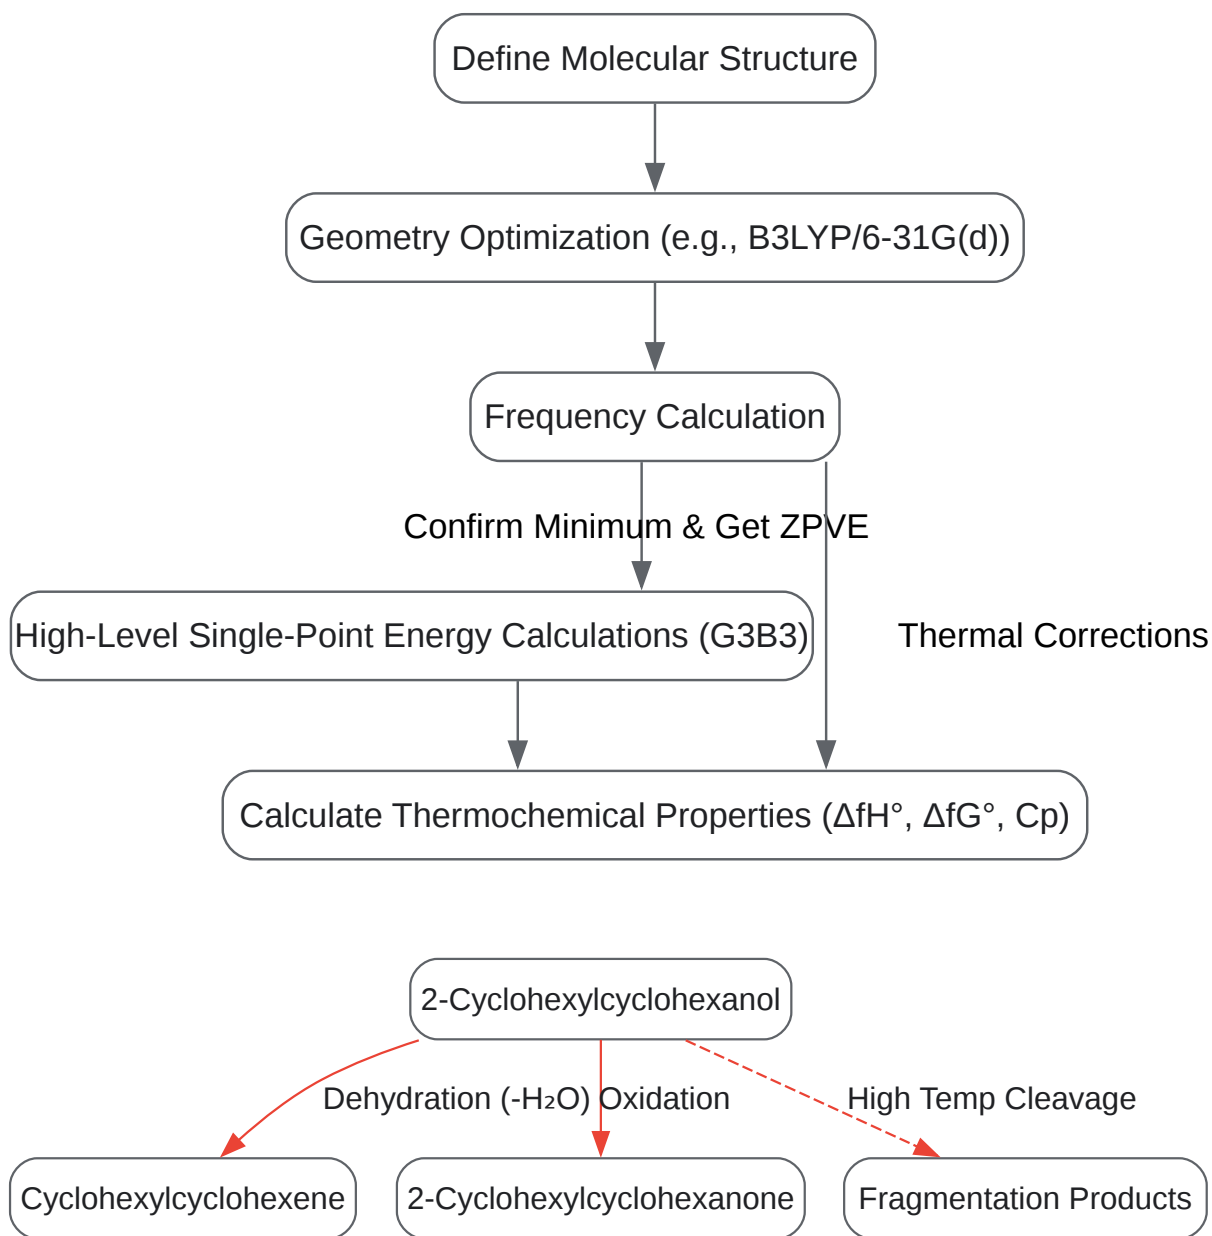 Define Molecular Structure
Geometry Optimization (e.g., B3LYP/6-31G(d))
Frequency Calculation
Confirm Minimum & Get ZPVE
High-Level Single-Point Energy Calculations (G3B3)
Thermal Corrections
Calculate Thermochemical Properties (ΔfH°, ΔfG°, Cp)
2-Cyclohexylcyclohexanol
Dehydration (-H₂O)
Oxidation
High Temp Cleavage
Cyclohexylcyclohexene
2-Cyclohexylcyclohexanone
Fragmentation Products